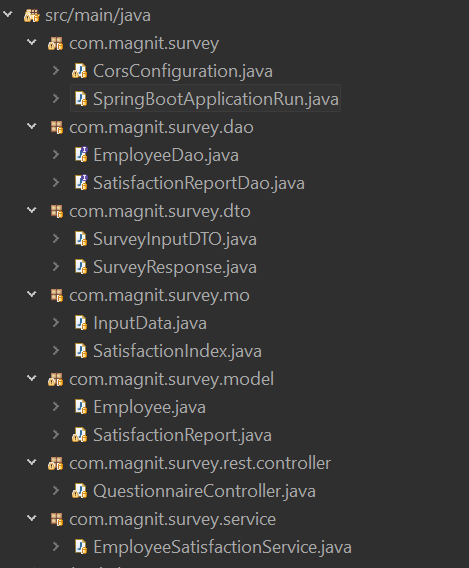 src/main/java
com.magnit.survey
CorsConfiguration.java
SpringBootApplicationRun.java
com.magnit.survey.dao
EmployeeDao.java
SatisfactionReportDao.java
com.magnit.survey.dto
SurveyInputDTO.java
SurveyResponse.java
com.magnit.survey.mo
InputData.java
SatisfactionIndex.java
com.magnit.survey.model
Employee.java
SatisfactionReport.java
com.magnit.survey.rest.controller
QuestionnaireController.java
com.magnit.survey.service
EmployeeSatisfactionService.java